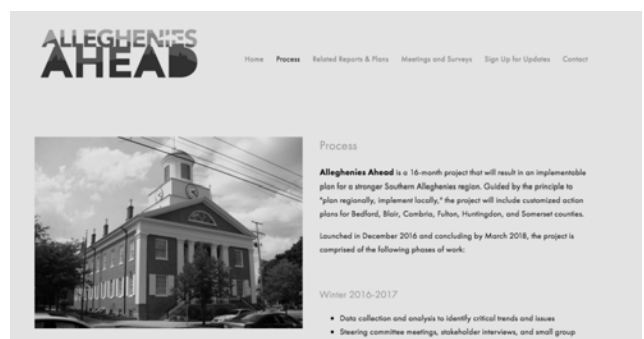 ALLEGHENIES
AHEAD
Home Process Related Reports & Plans Meetings and Surveys Sign Up for Updates Contact
Process
Alleghenies Ahead is a 16-month project that will result in an implementable
plan for a stronger Southern Alleghenies region. Guided by the principle to
"plan regionally, implement locally," the project will include customized action
plans for Bedford, Blair, Cambria, Fulton, Huntingdon, and Somerset counties.
Launched in December 2016 and concluding by March 2018, the project is
comprised of the following phases of work:
Winter 2016-2017
• Data collection and analysis to identify critical trends and issues
• Steering committee meetings, stakeholder interviews, and small group